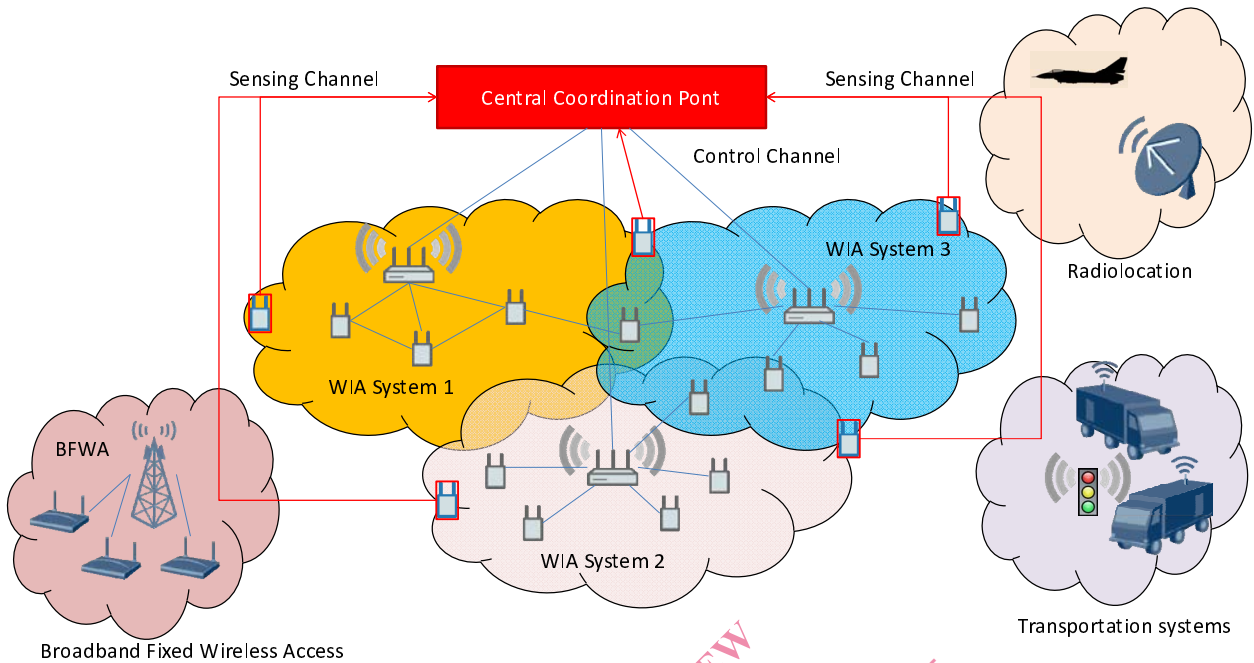 Sensing Channel
Sensing Channel
Central Coordination Pont
Control Channel
WIA System 3
Radiolocation
WIA System 1
BFWA
WIA System 2
Transportation systems
Broadband Fixed Wireless Access